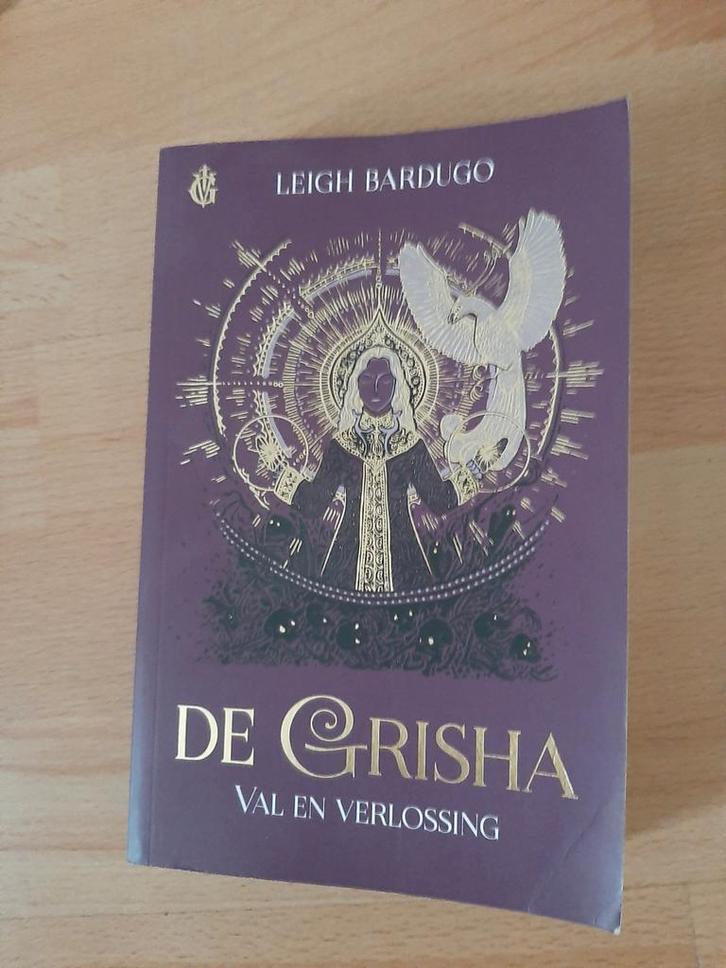 LEIGH BARDUGO
DE GRISHA
VAL EN VERLOSSING